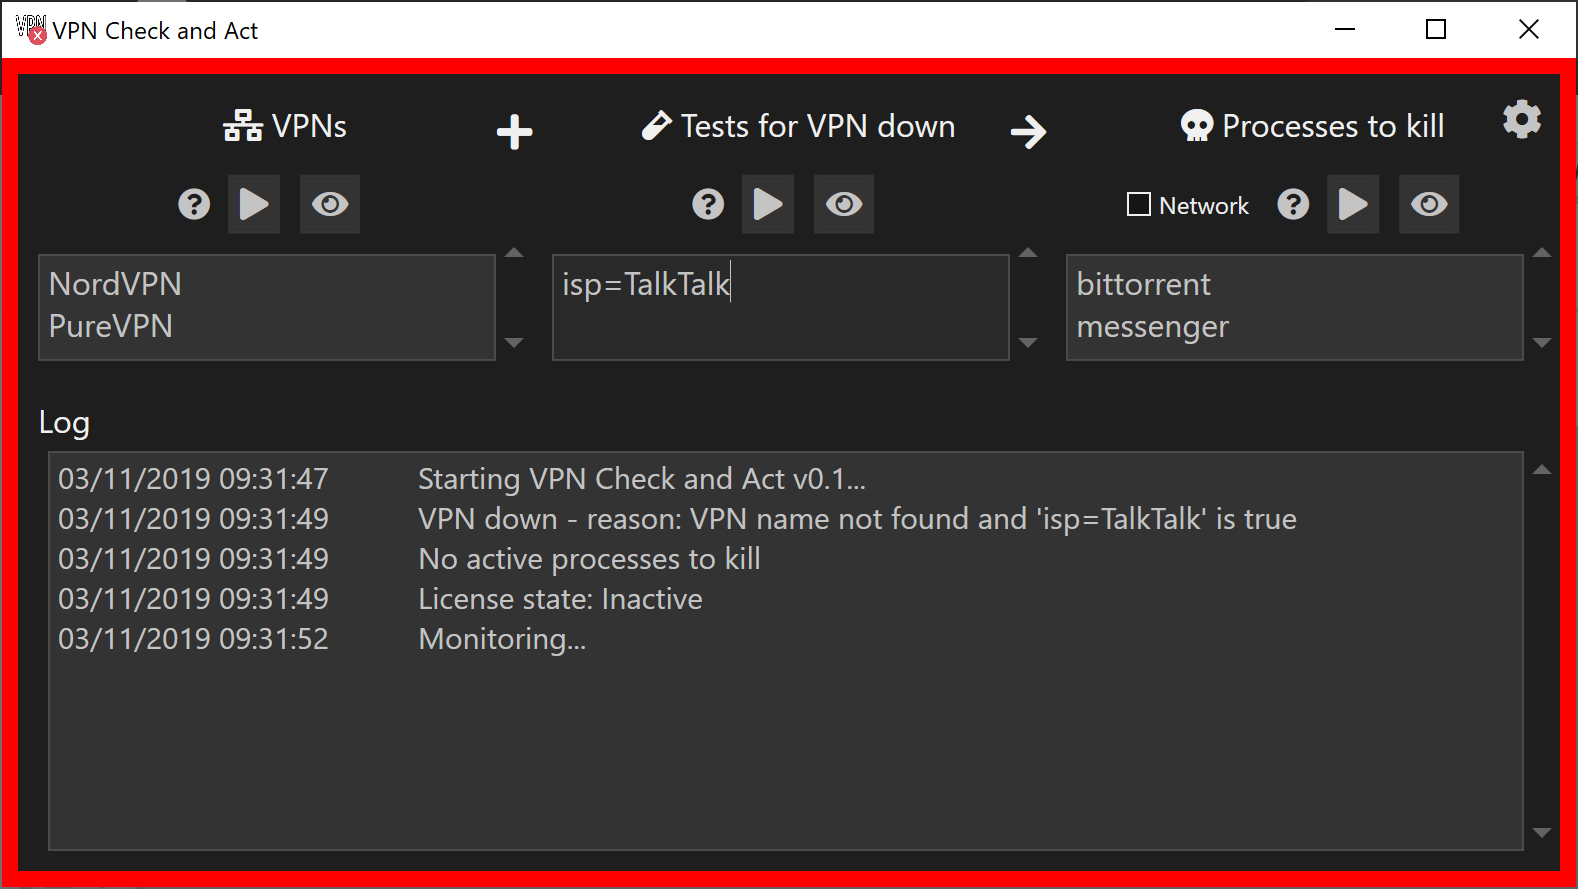 VPN Check and Act
VPNs
Tests for VPN down
Processes to kill
Network
NordVPN
PureVPN
isp=TalkTalk
bittorrent
messenger
Log
03/11/2019 09:31:47 Starting VPN Check and Act v0.1...
03/11/2019 09:31:49 VPN down - reason: VPN name not found and 'isp=TalkTalk' is true
03/11/2019 09:31:49 No active processes to kill
03/11/2019 09:31:49 License state: Inactive
03/11/2019 09:31:52 Monitoring...